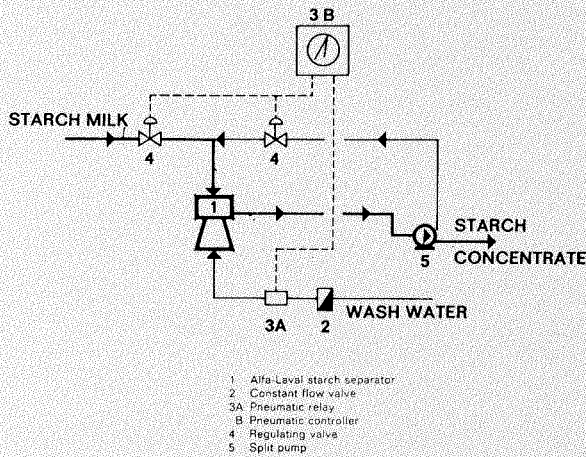 3 B
STARCH MILK
4
4
1
STARCH
CONCENTRATE
5
WASH WATER
3A
2
1 Alfa-Laval starch separator
2 Constant flow valve
3A Pneumatic relay
B Pneumatic controller
4 Regulating valve
5 Split pump